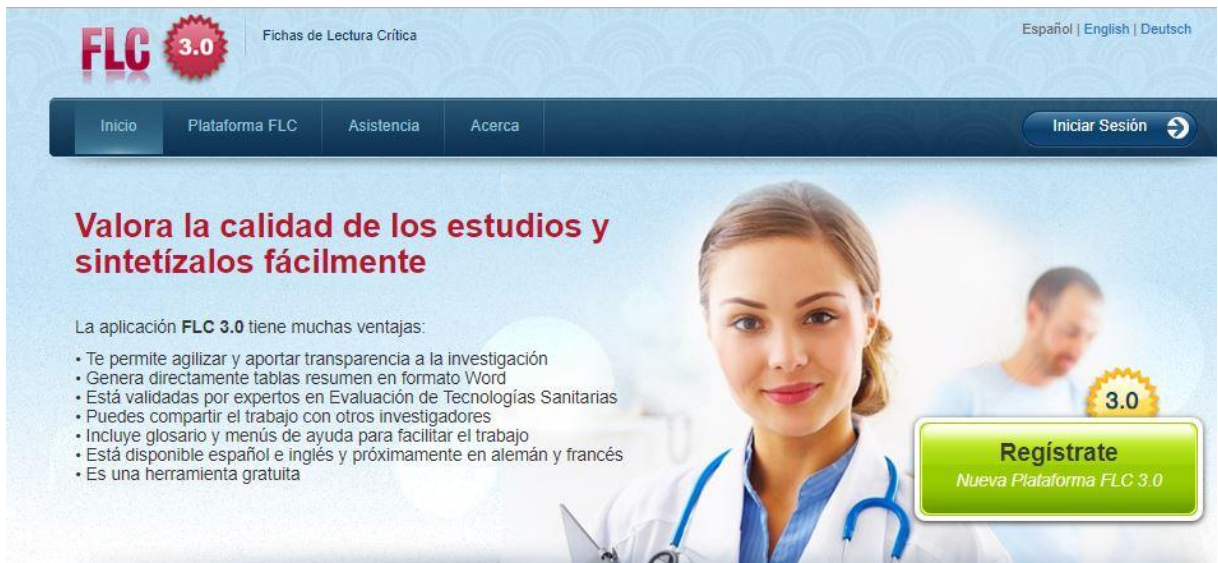 FLC 3.0
Fichas de Lectura Crítica
Español | English | Deutsch
Inicio
Plataforma FLC
Asistencia
Acerca
Iniciar Sesión
Valora la calidad de los estudios y
sintetízalos fácilmente
La aplicación FLC 3.0 tiene muchas ventajas:
• Te permite agilizar y aportar transparencia a la investigación
• Genera directamente tablas resumen en formato Word
• Está validadas por expertos en Evaluación de Tecnologías Sanitarias
• Puedes compartir el trabajo con otros investigadores
• Incluye glosario y menús de ayuda para facilitar el trabajo
• Está disponible español e inglés y próximamente en alemán y francés
• Es una herramienta gratuita
3.0
Regístrate
Nueva Plataforma FLC 3.0